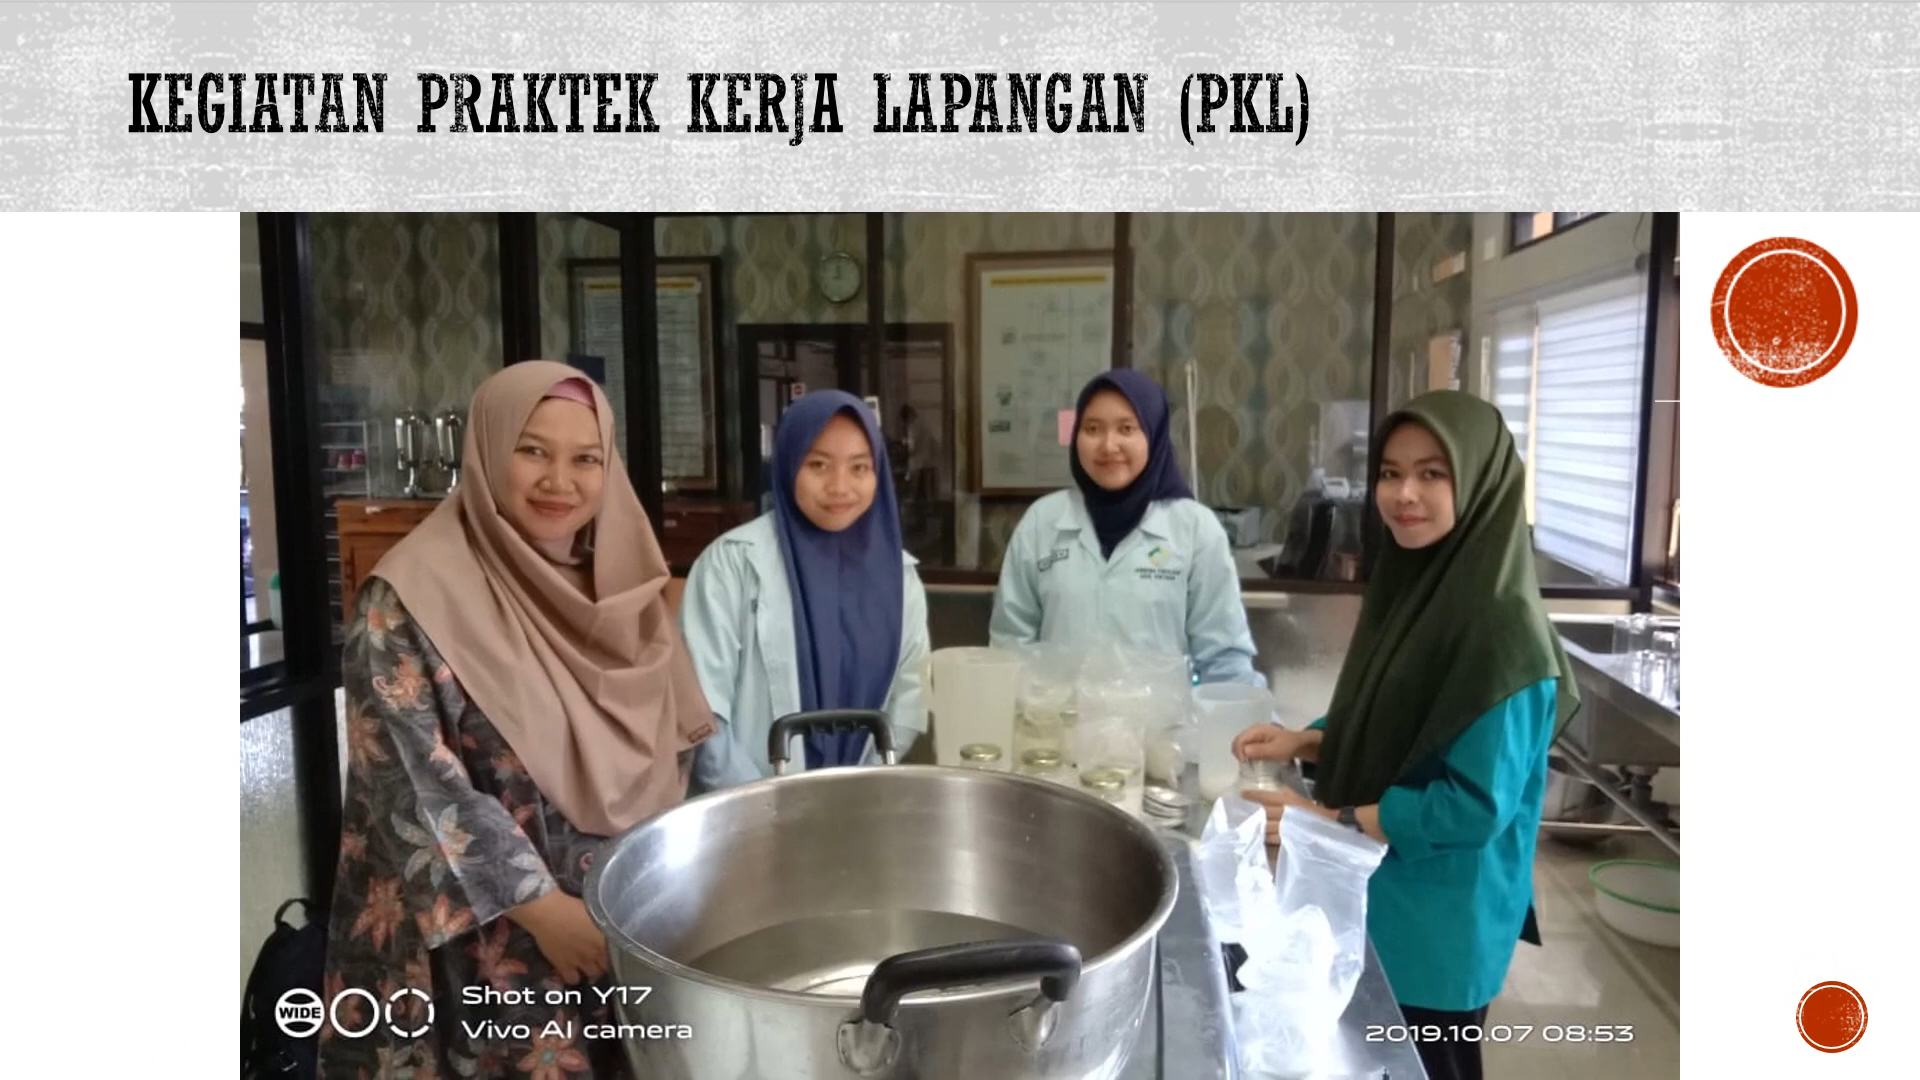 KEGIATAN PRAKTEK KERJA LAPANGAN (PKL)
WIDE
Shot on Y17
Vivo AI camera
2019.10.07 08:53